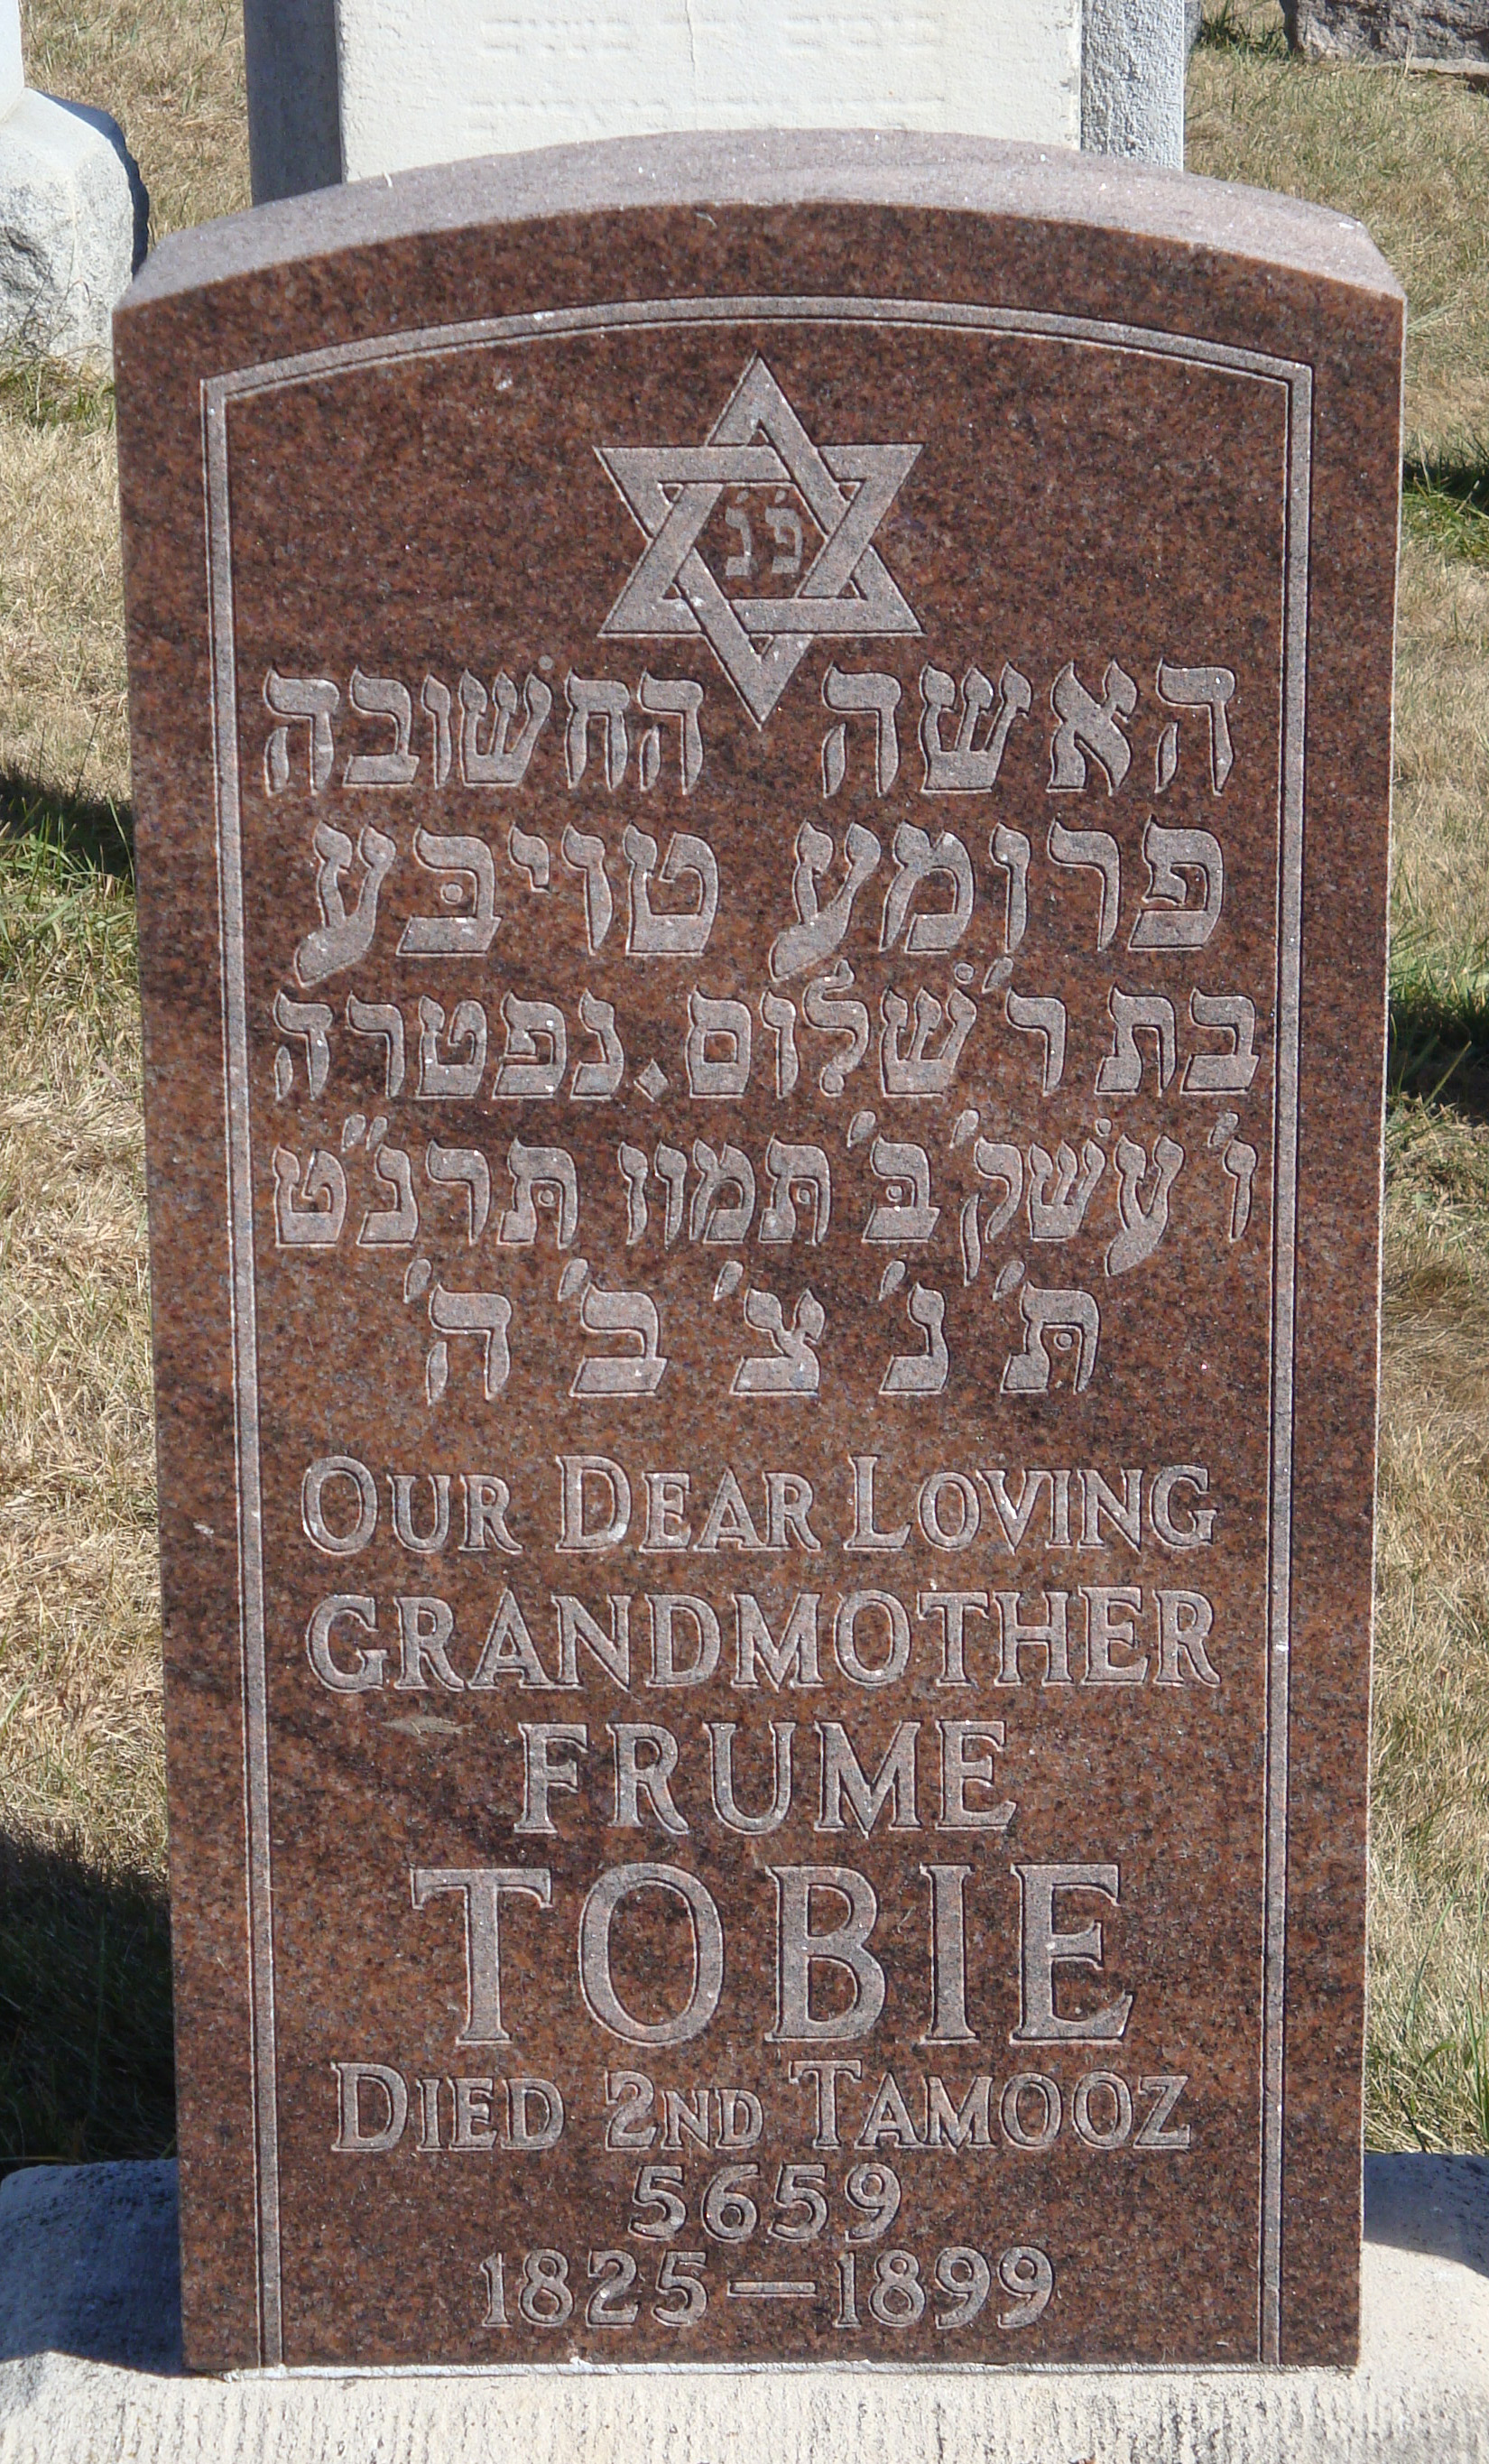 פ' נ'
האשה החשובה
פרומע טויבע
בת ר' שלום. נפטרה
ו' עשק' ב' תמוז תרנ"ט
ת' נ' צ' ב' ה'
OUR DEAR LOVING
GRANDMOTHER
FRUME
TOBIE
DIED 2ND TAMOOZ
5659
1825—1899